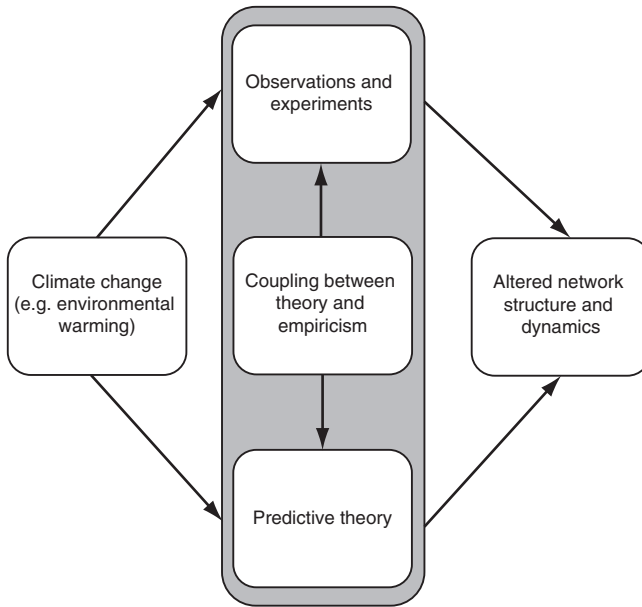 Observations and
experiments
Climate change
(e.g. environmental
warming)
Coupling between
theory and
empiricism
Altered network
structure and
dynamics
Predictive theory